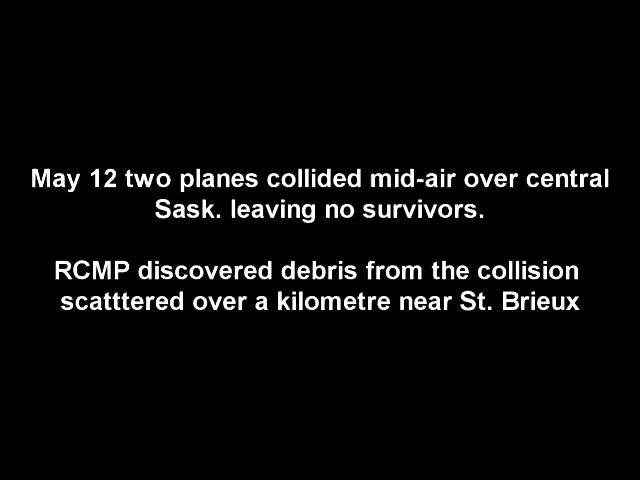 May 12 two planes collided mid-air over central
Sask. leaving no survivors.
RCMP discovered debris from the collision
scatttered over a kilometre near St. Brieux